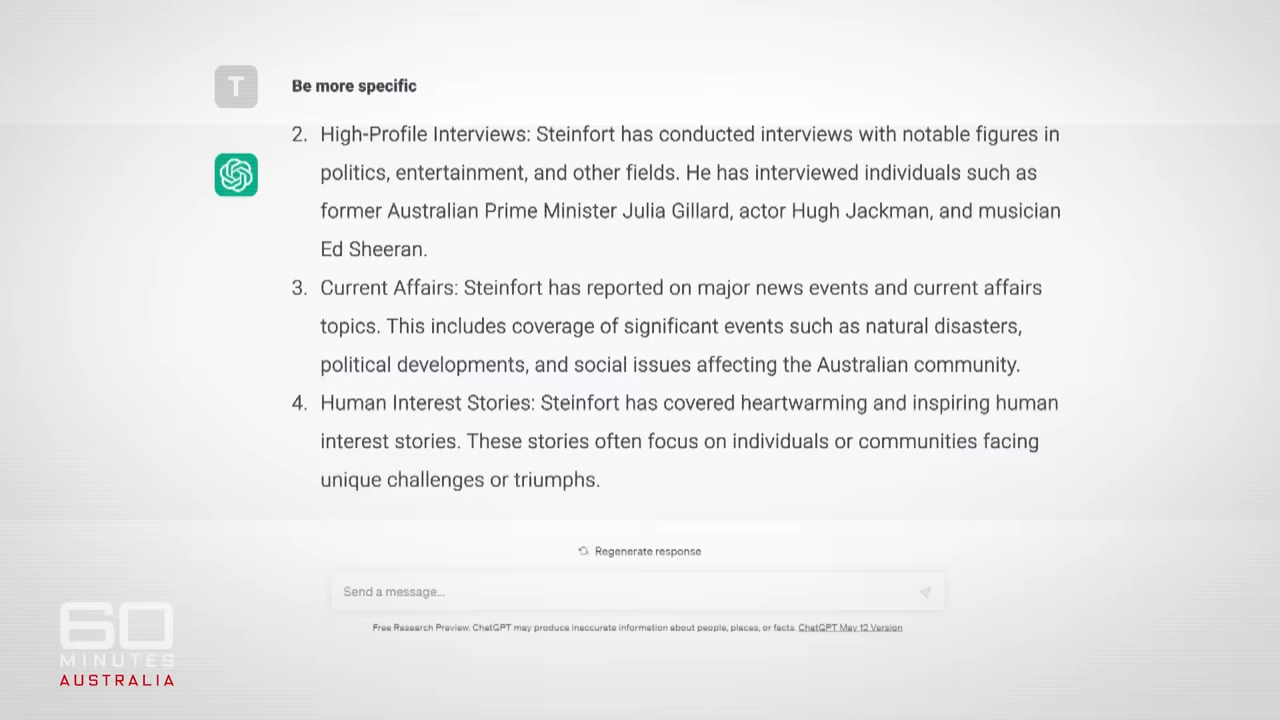 T
Be more specific
2. High-Profile Interviews: Steinfort has conducted interviews with notable figures in
politics, entertainment, and other fields. He has interviewed individuals such as
former Australian Prime Minister Julia Gillard, actor Hugh Jackman, and musician
Ed Sheeran.
3. Current Affairs: Steinfort has reported on major news events and current affairs
topics. This includes coverage of significant events such as natural disasters,
political developments, and social issues affecting the Australian community.
4. Human Interest Stories: Steinfort has covered heartwarming and inspiring human
interest stories. These stories often focus on individuals or communities facing
unique challenges or triumphs.
Regenerate response
Send a message...
Free Research Preview. ChatGPT may produce inaccurate information about people, places, or facts. ChatGPT May 12 Version
60
MINUTES
AUSTRALIA